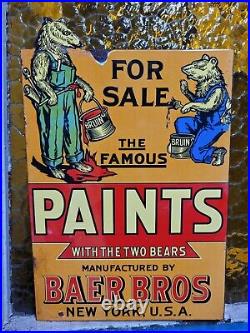 FOR
SALE
BRUIN
BRUIN
THE
FAMOUS
PAINTS
WITH THE TWO BEARS
MANUFACTURED BY
BAER BROS
NEW YORK, U.S.A.